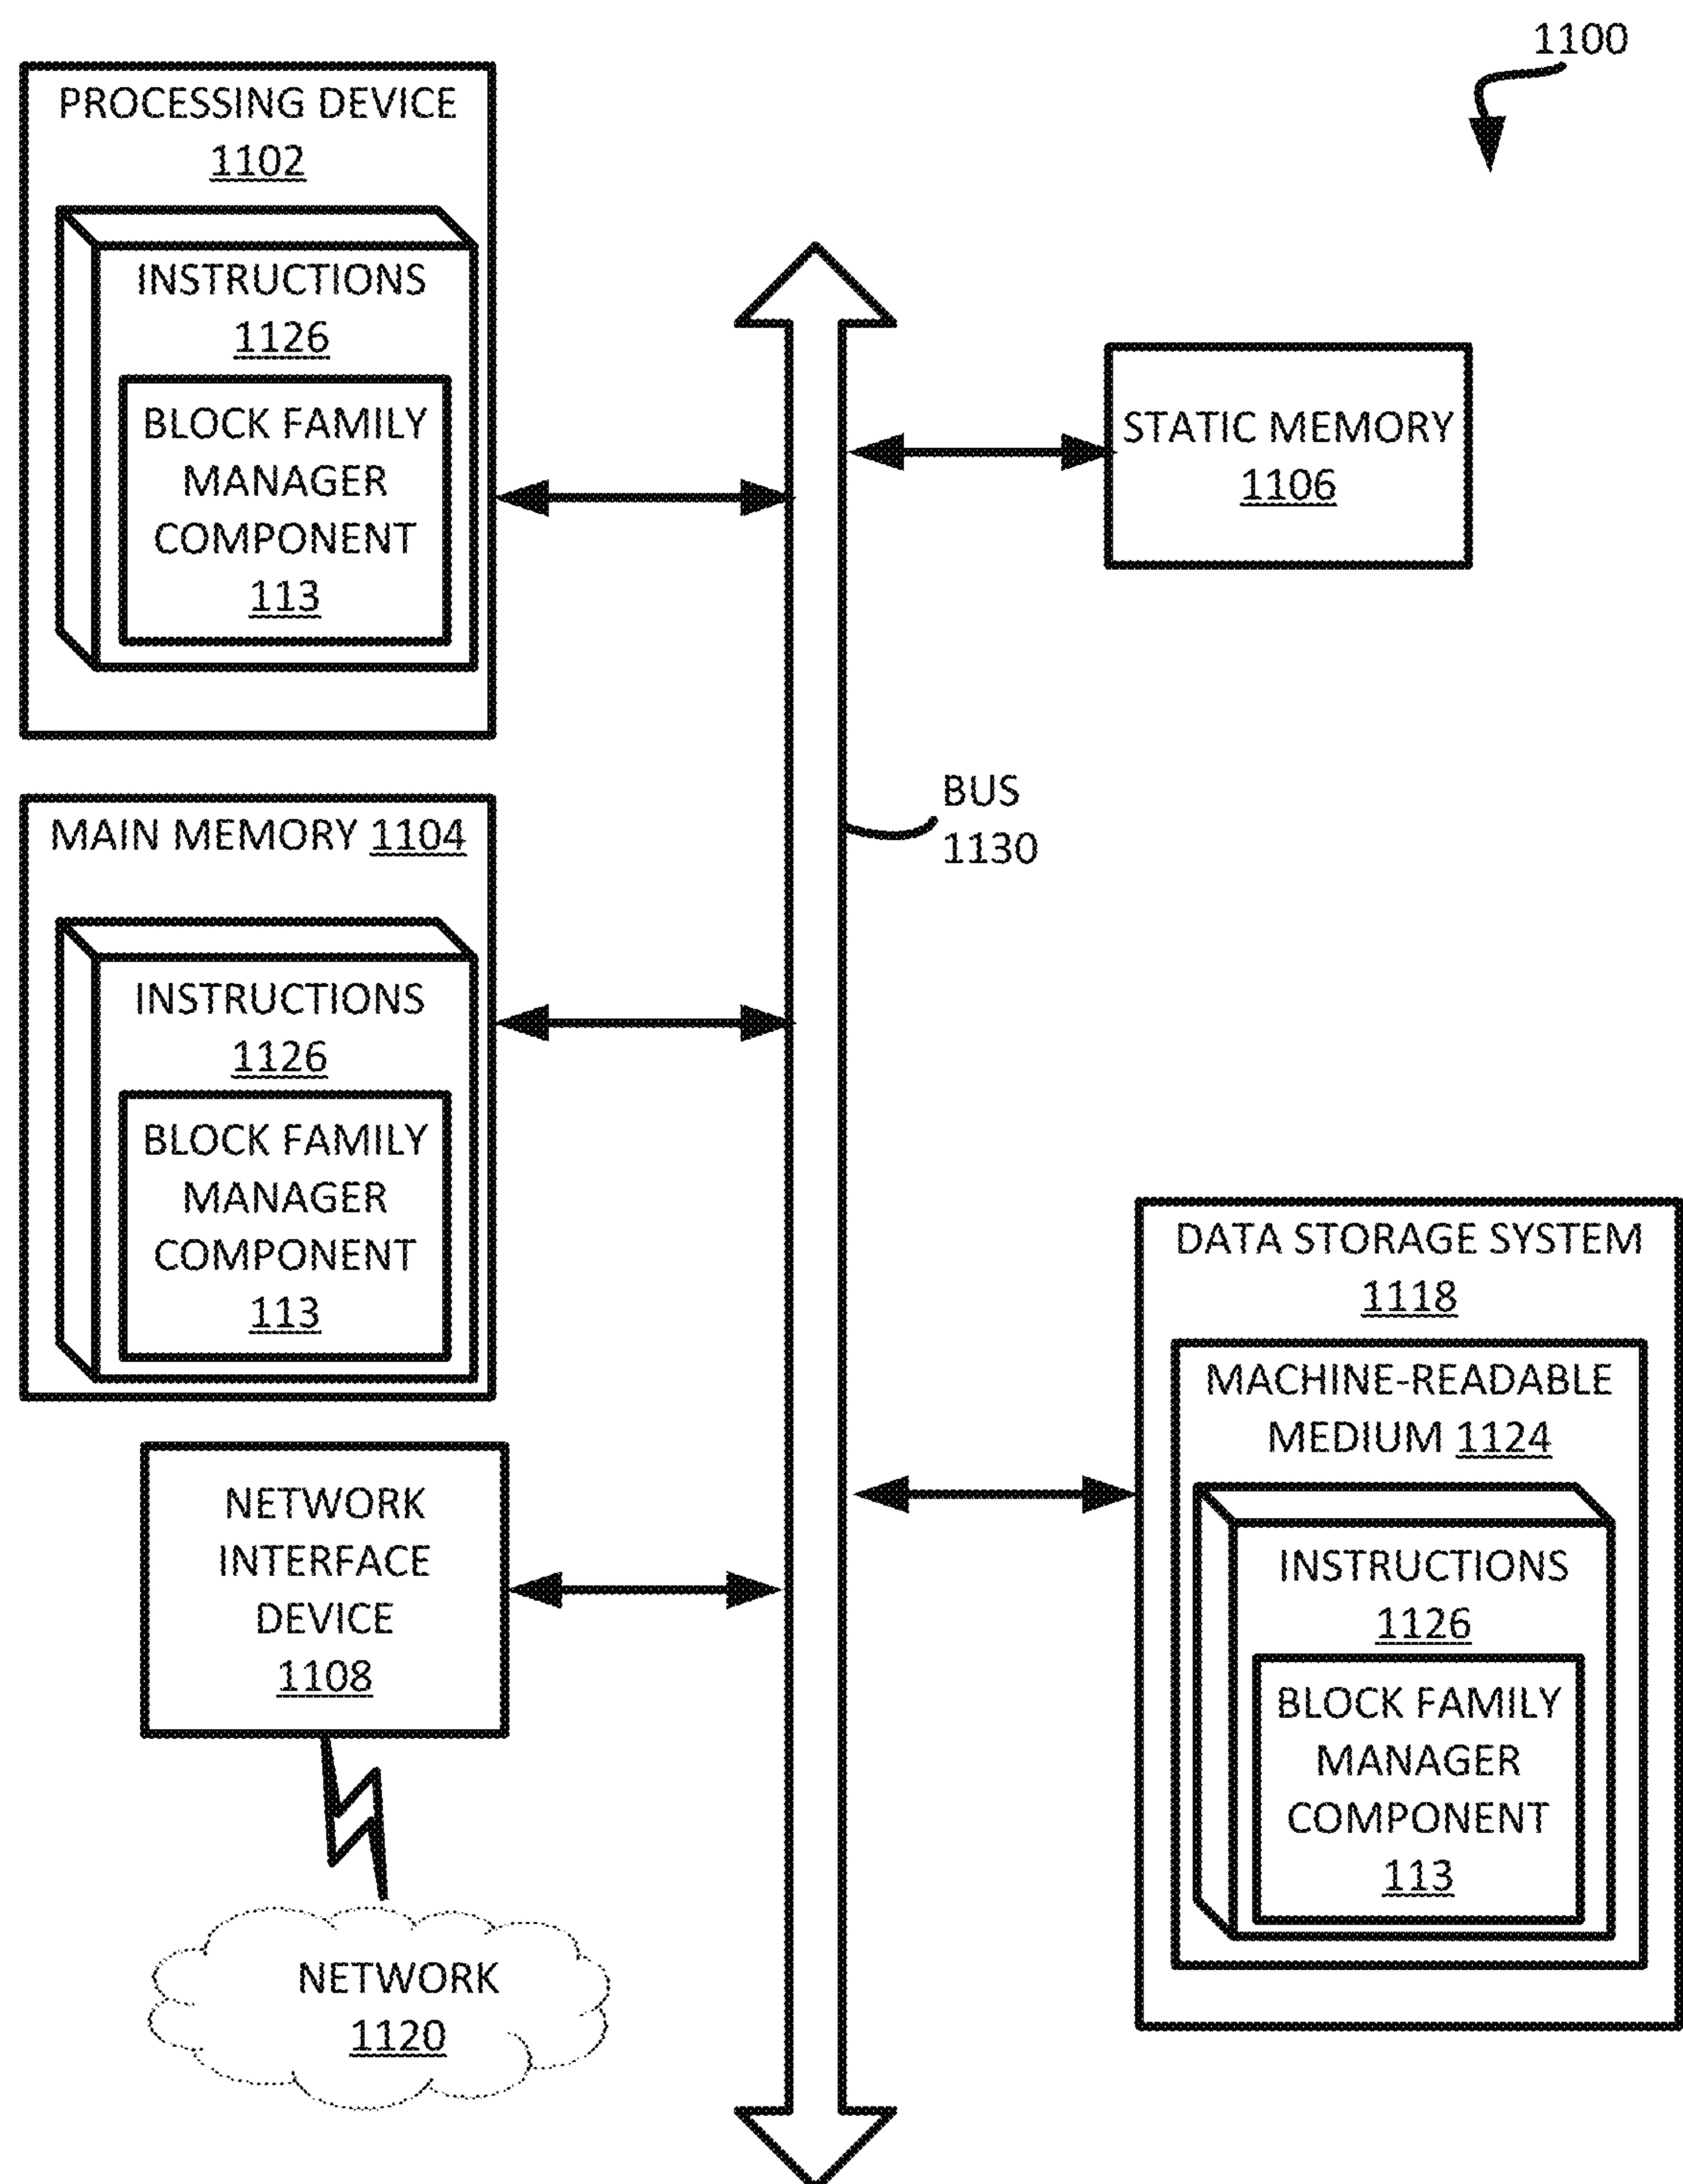 1100
PROCESSING DEVICE
1102
INSTRUCTIONS
1126
BLOCK FAMILY
MANAGER
COMPONENT
113
STATIC MEMORY
1106
BUS
1130
MAIN MEMORY 1104
INSTRUCTIONS
1126
BLOCK FAMILY
MANAGER
COMPONENT
113
DATA STORAGE SYSTEM
1118
MACHINE-READABLE
MEDIUM 1124
INSTRUCTIONS
1126
BLOCK FAMILY
MANAGER
COMPONENT
113
NETWORK
INTERFACE
DEVICE
1108
NETWORK
1120